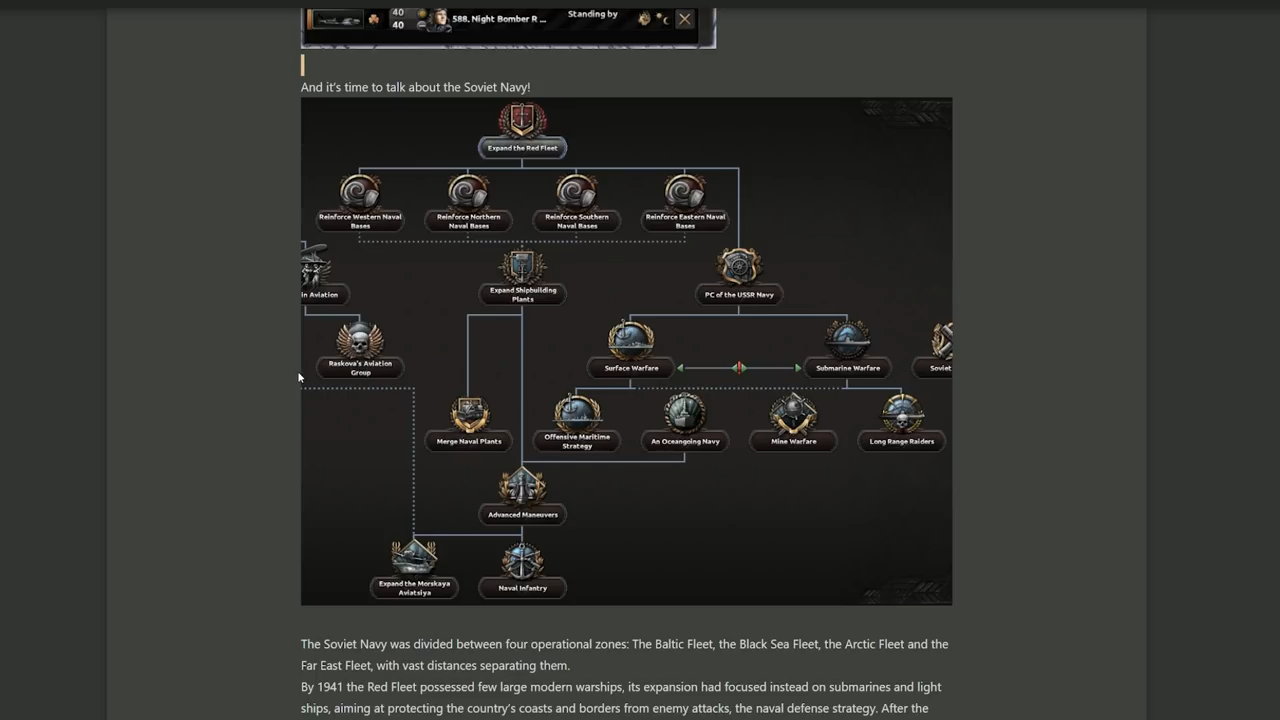 40
40
588. Night Bomber R ...
Standing by
And it's time to talk about the Soviet Navy!
Expand the Red Fleet
Reinforce Western Naval
Bases
Reinforce Northern
Naval Bases
Reinforce Southern
Naval Bases
Reinforce Eastern Naval
Bases
in Aviation
Expand Shipbuilding
Plants
PC of the USSR Navy
Raskova's Aviation
Group
Surface Warfare
Submarine Warfare
Soviet
Merge Naval Plants
Offensive Maritime
Strategy
An Oceangoing Navy
Mine Warfare
Long Range Raiders
Advanced Maneuvers
Expand the Morskaya
Aviatsiya
Naval Infantry
The Soviet Navy was divided between four operational zones: The Baltic Fleet, the Black Sea Fleet, the Arctic Fleet and the
Far East Fleet, with vast distances separating them.
By 1941 the Red Fleet possessed few large modern warships, its expansion had focused instead on submarines and light
ships, aiming at protecting the country's coasts and borders from enemy attacks, the naval defense strategy. After the